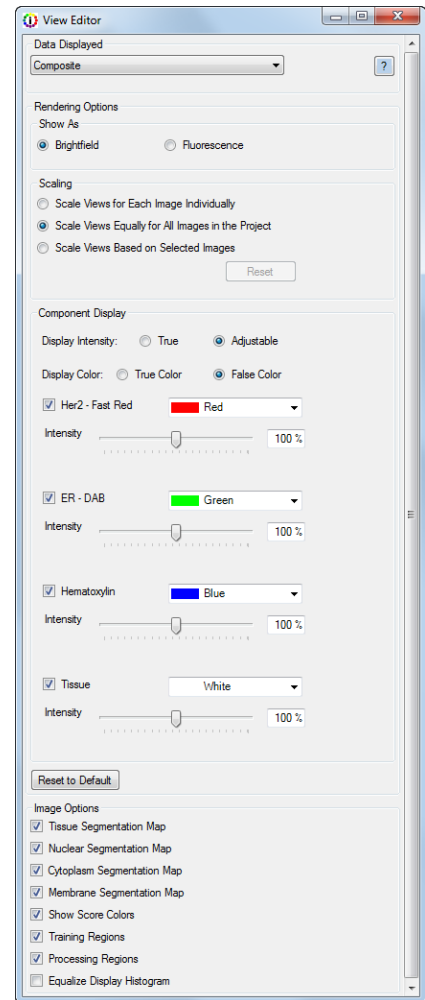 View Editor
Data Displayed
Composite
?
Rendering Options
Show As
Brightfield Fluorescence
Scaling
Scale Views for Each Image Individually
Scale Views Equally for All Images in the Project
Scale Views Based on Selected Images
Reset
Component Display
Display Intensity: True Adjustable
Display Color: True Color False Color
Her2 - Fast Red Red
Intensity 100 %
ER - DAB Green
Intensity 100 %
Hematoxylin Blue
Intensity 100 %
Tissue White
Intensity 100 %
Reset to Default
Image Options
Tissue Segmentation Map
Nuclear Segmentation Map
Cytoplasm Segmentation Map
Membrane Segmentation Map
Show Score Colors
Training Regions
Processing Regions
Equalize Display Histogram